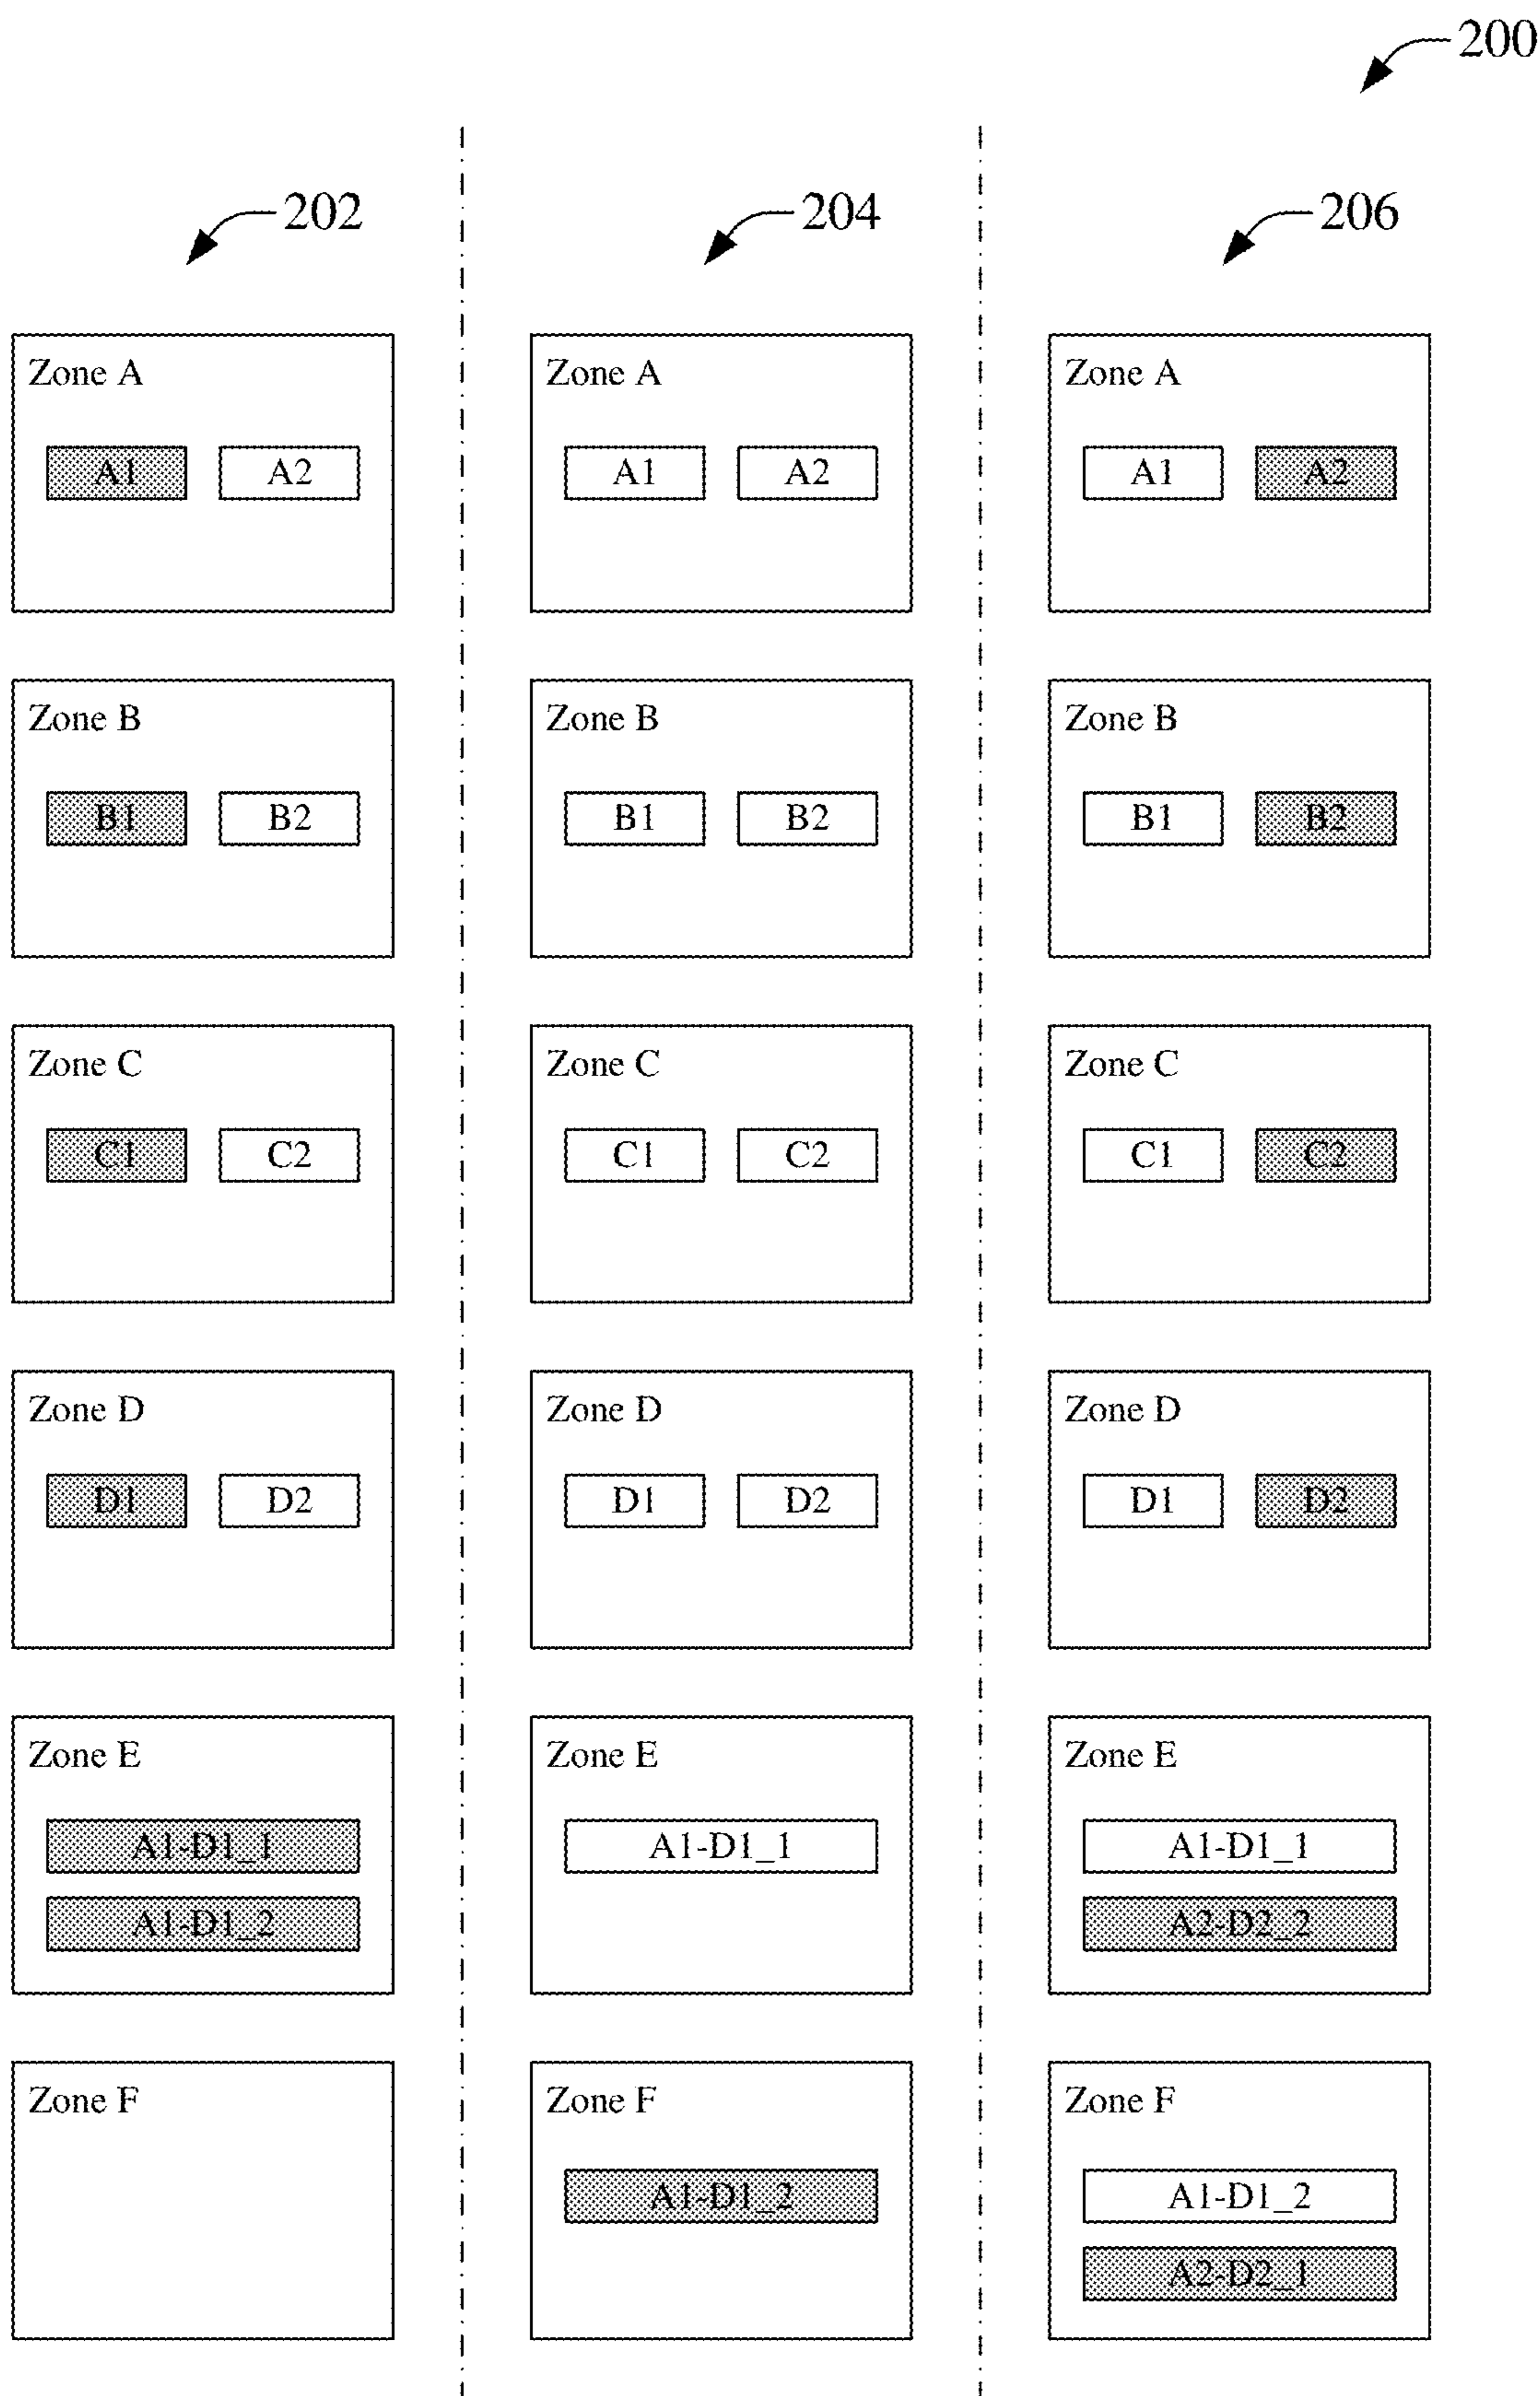 200
202 204 206
Zone A Zone A Zone A
A1 A2 A1 A2 A1 A2
Zone B Zone B Zone B
B1 B2 B1 B2 B1 B2
Zone C Zone C Zone C
C1 C2 C1 C2 C1 C2
Zone D Zone D Zone D
D1 D2 D1 D2 D1 D2
Zone E Zone E Zone E
A1-D1_1 A1-D1_1 A1-D1_1
A1-D1_2 A2-D2_2
Zone F Zone F Zone F
A1-D1_2 A1-D1_2
A2-D2_1